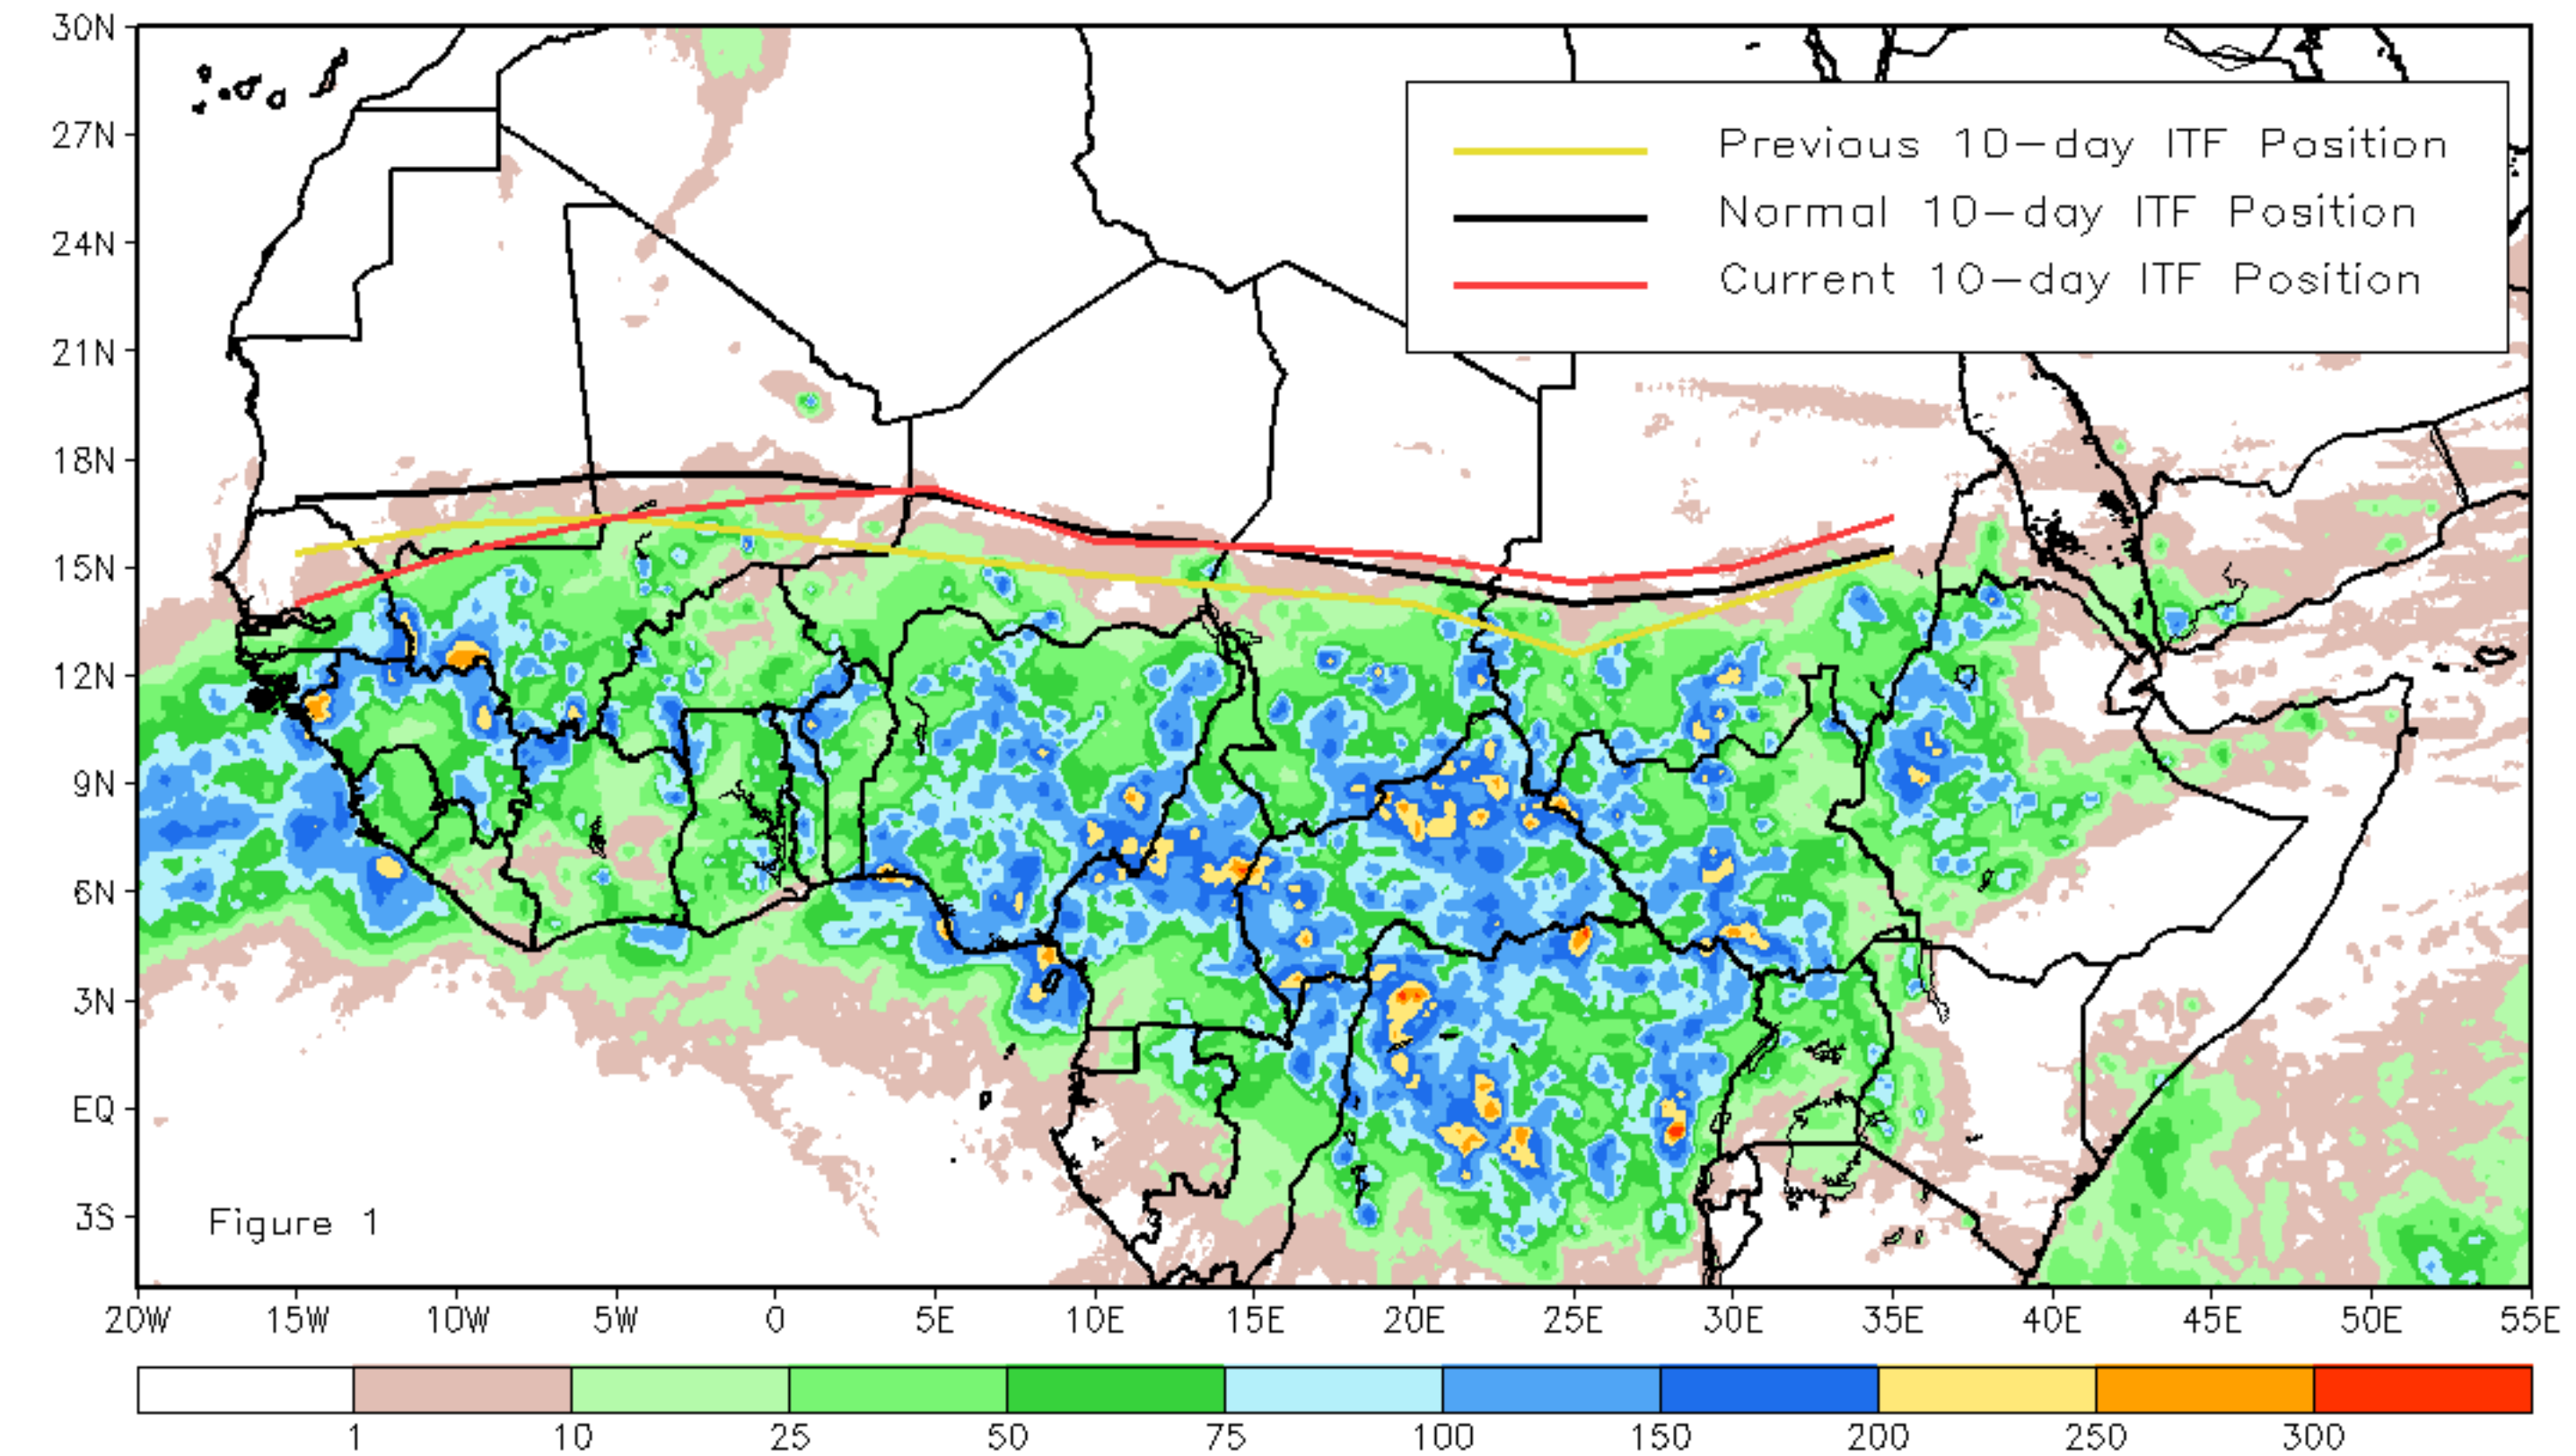 30N
27N
24N
21N
18N
15N
12N
9N
6N
3N
EQ
3S
Previous 10-day ITF Position
Normal 10-day ITF Position
Current 10-day ITF Position
Figure 1
20W 15W 10W 5W 0 5E 10E 15E 20E 25E 30E 35E 40E 45E 50E 55E
1 10 25 50 75 100 150 200 250 300